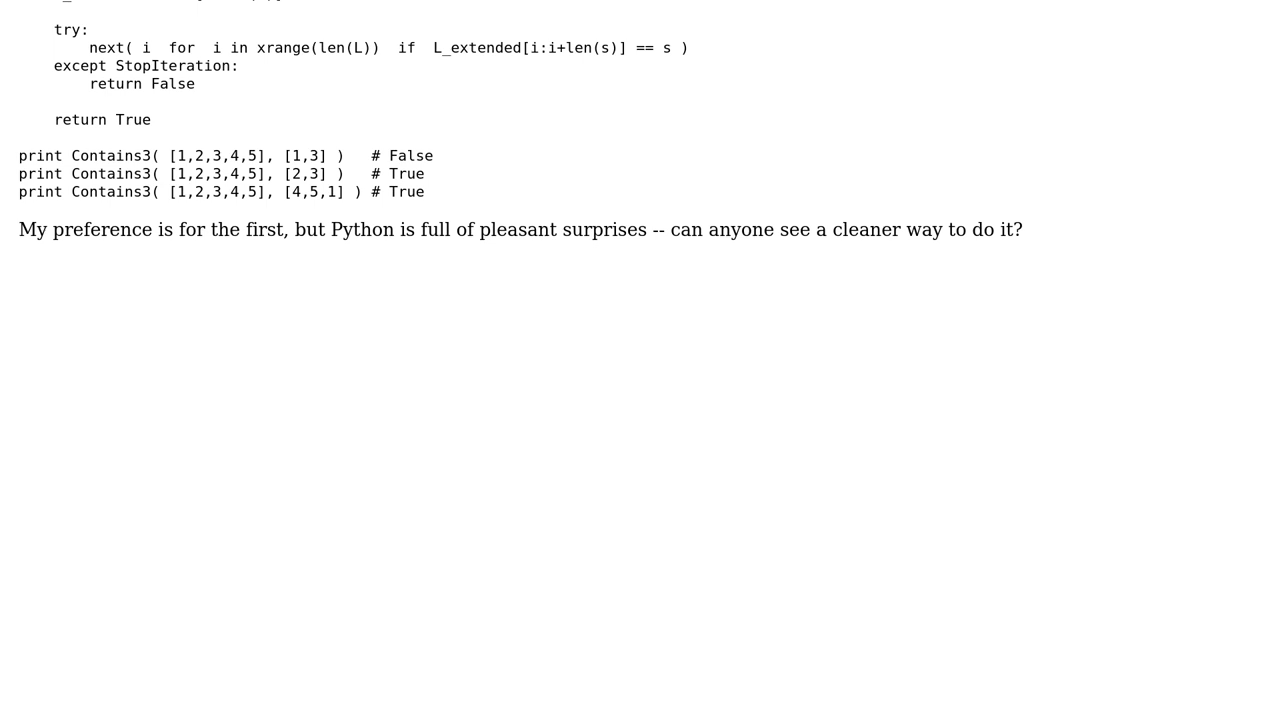 try:
next( i  for  i in xrange(len(L))  if  L_extended[i:i+len(s)] == s )
except StopIteration:
return False
return True
print Contains3( [1,2,3,4,5], [1,3] )   # False
print Contains3( [1,2,3,4,5], [2,3] )   # True
print Contains3( [1,2,3,4,5], [4,5,1] ) # True
My preference is for the first, but Python is full of pleasant surprises -- can anyone see a cleaner way to do it?